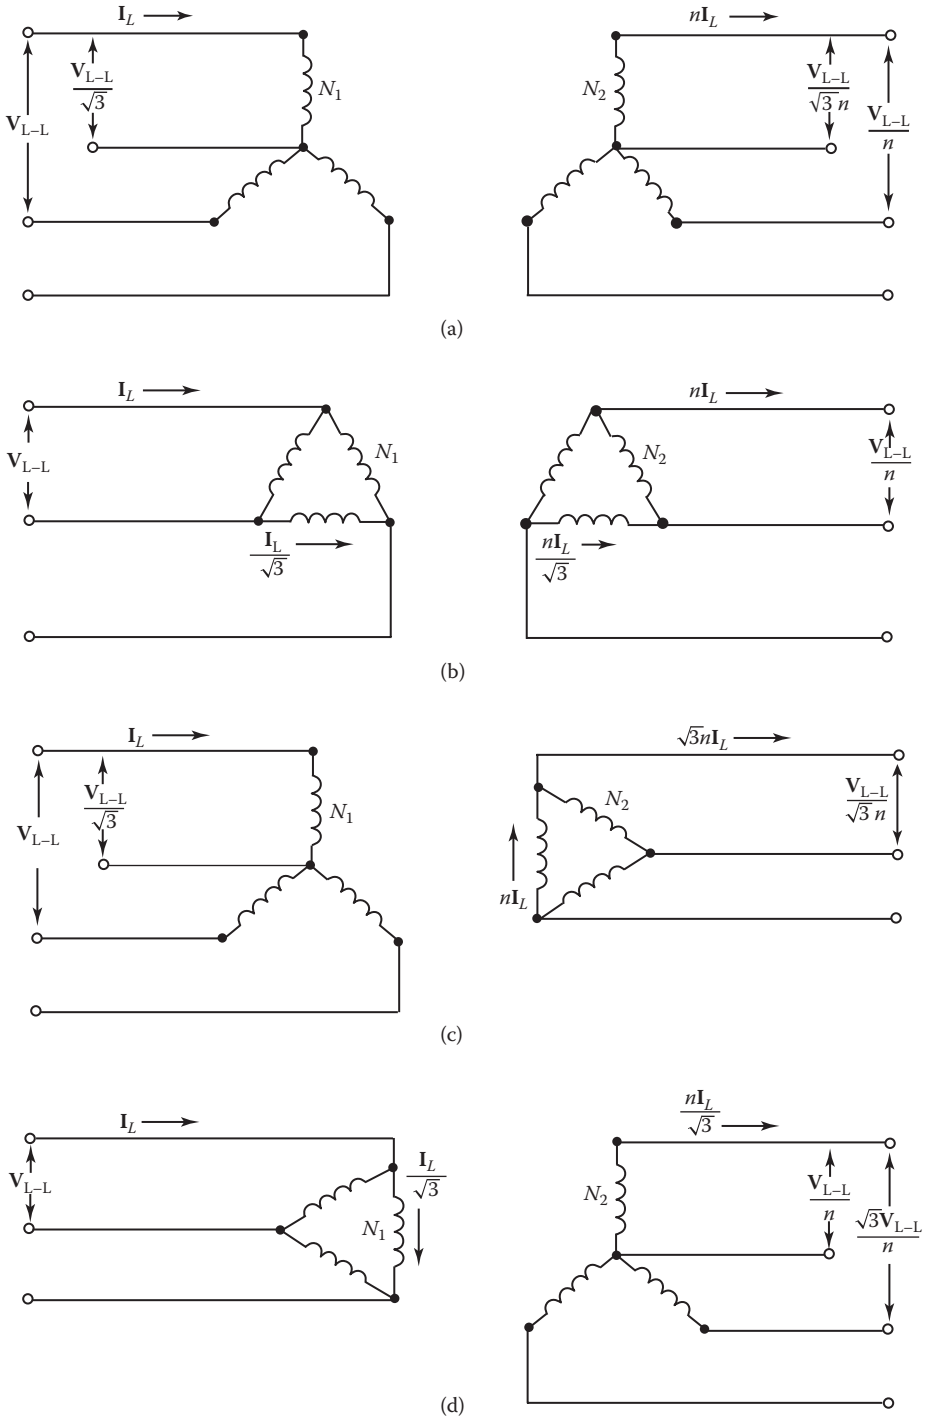 I_L
nI_L
V_L–L
V_L–L/√3
N_1
N_2
V_L–L/√3 n
V_L–L/n
(a)
I_L
nI_L
V_L–L
N_1
N_2
V_L–L/n
I_L/√3
nI_L/√3
(b)
I_L
√3nI_L
V_L–L
V_L–L/√3
N_1
N_2
V_L–L/√3 n
nI_L
(c)
I_L
nI_L/√3
V_L–L
I_L/√3
N_1
N_2
V_L–L/n
√3V_L–L/n
(d)